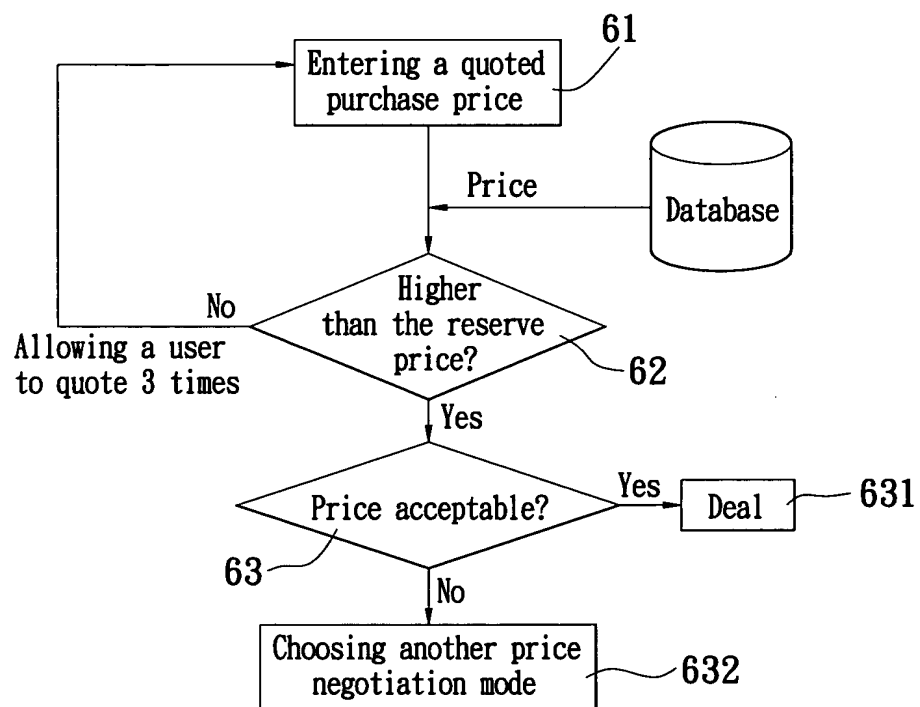 61
Entering a quoted
purchase price
Price
Database
No
Higher
than the reserve
price?
62
Allowing a user
to quote 3 times
Yes
Price acceptable?
63
Yes
Deal
631
No
Choosing another price
negotiation mode
632